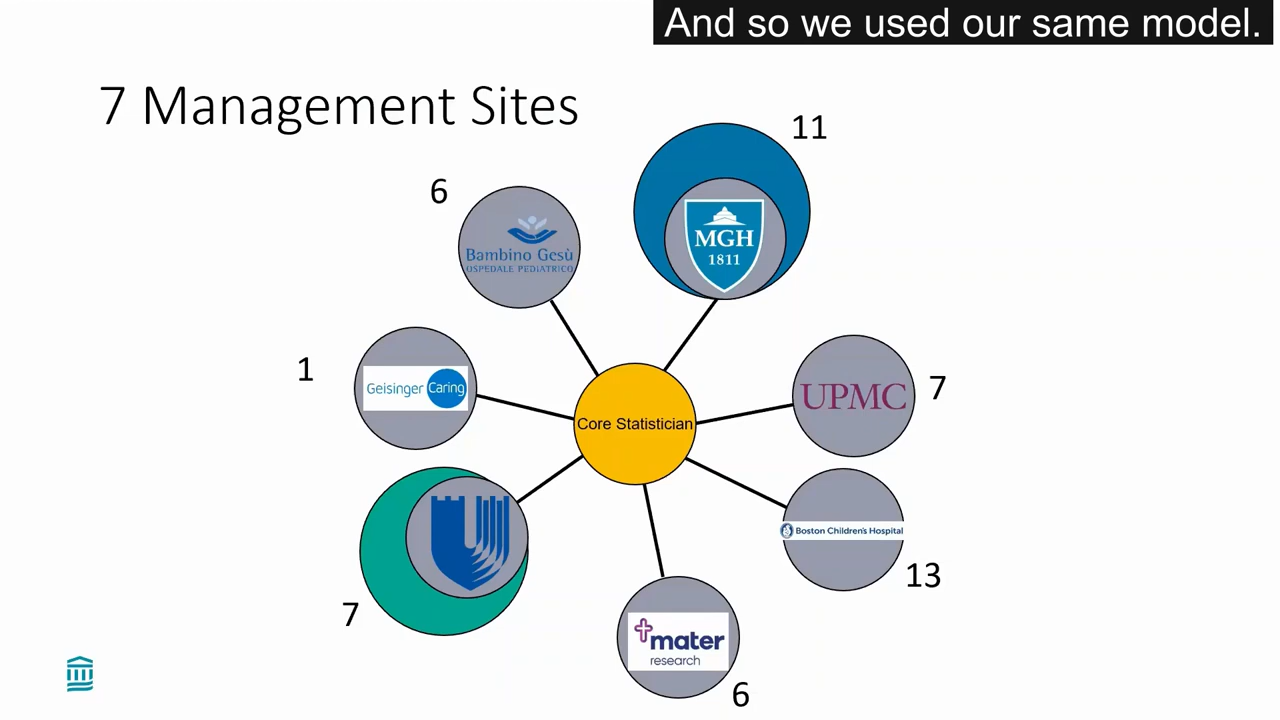 And so we used our same model.
7 Management Sites
11
6
MGH
1811
Bambino Gesù
OSPEDALE PEDIATRICO
1
Geisinger Caring
UPMC
7
Core Statistician
Boston Children's Hospital
13
7
mater
research
6